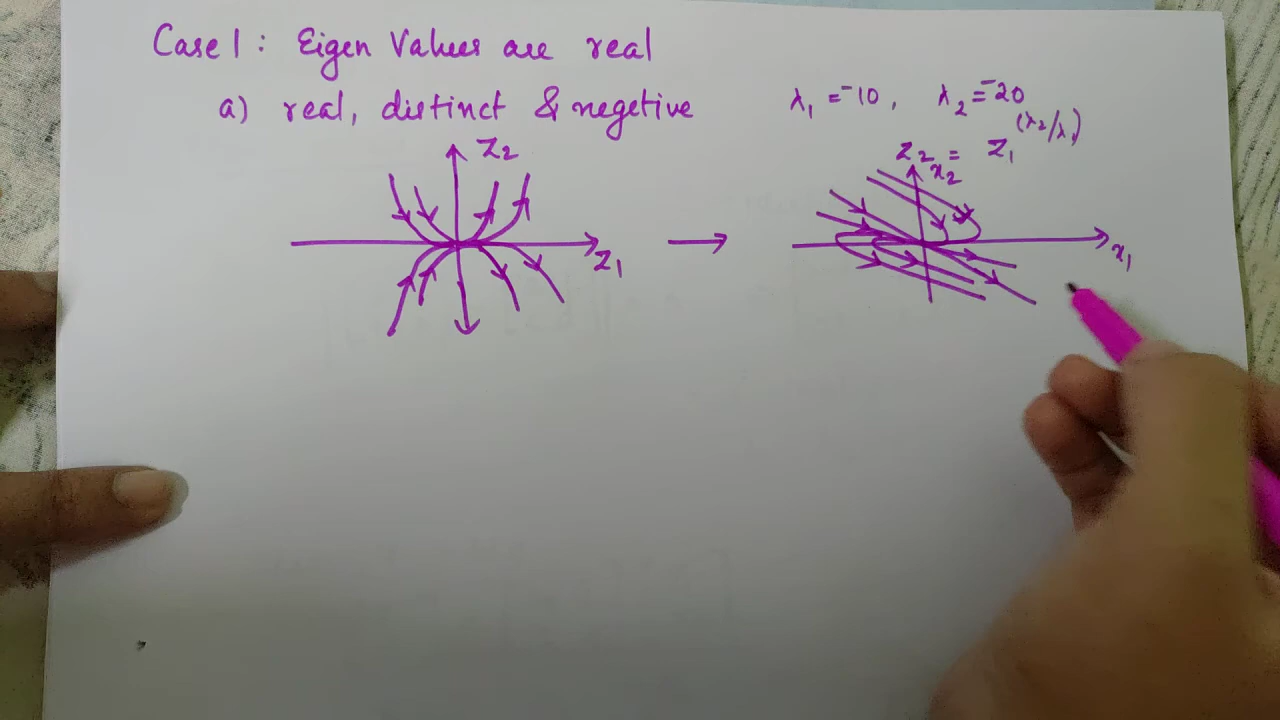 Case 1 : Eigen Values are real
a) real, distinct & negetive
λ₁ = -10, λ₂ = -20
Z₂ = Z₁^(λ₂/λ₁)
Z₂
Z₁
x₂
x₁